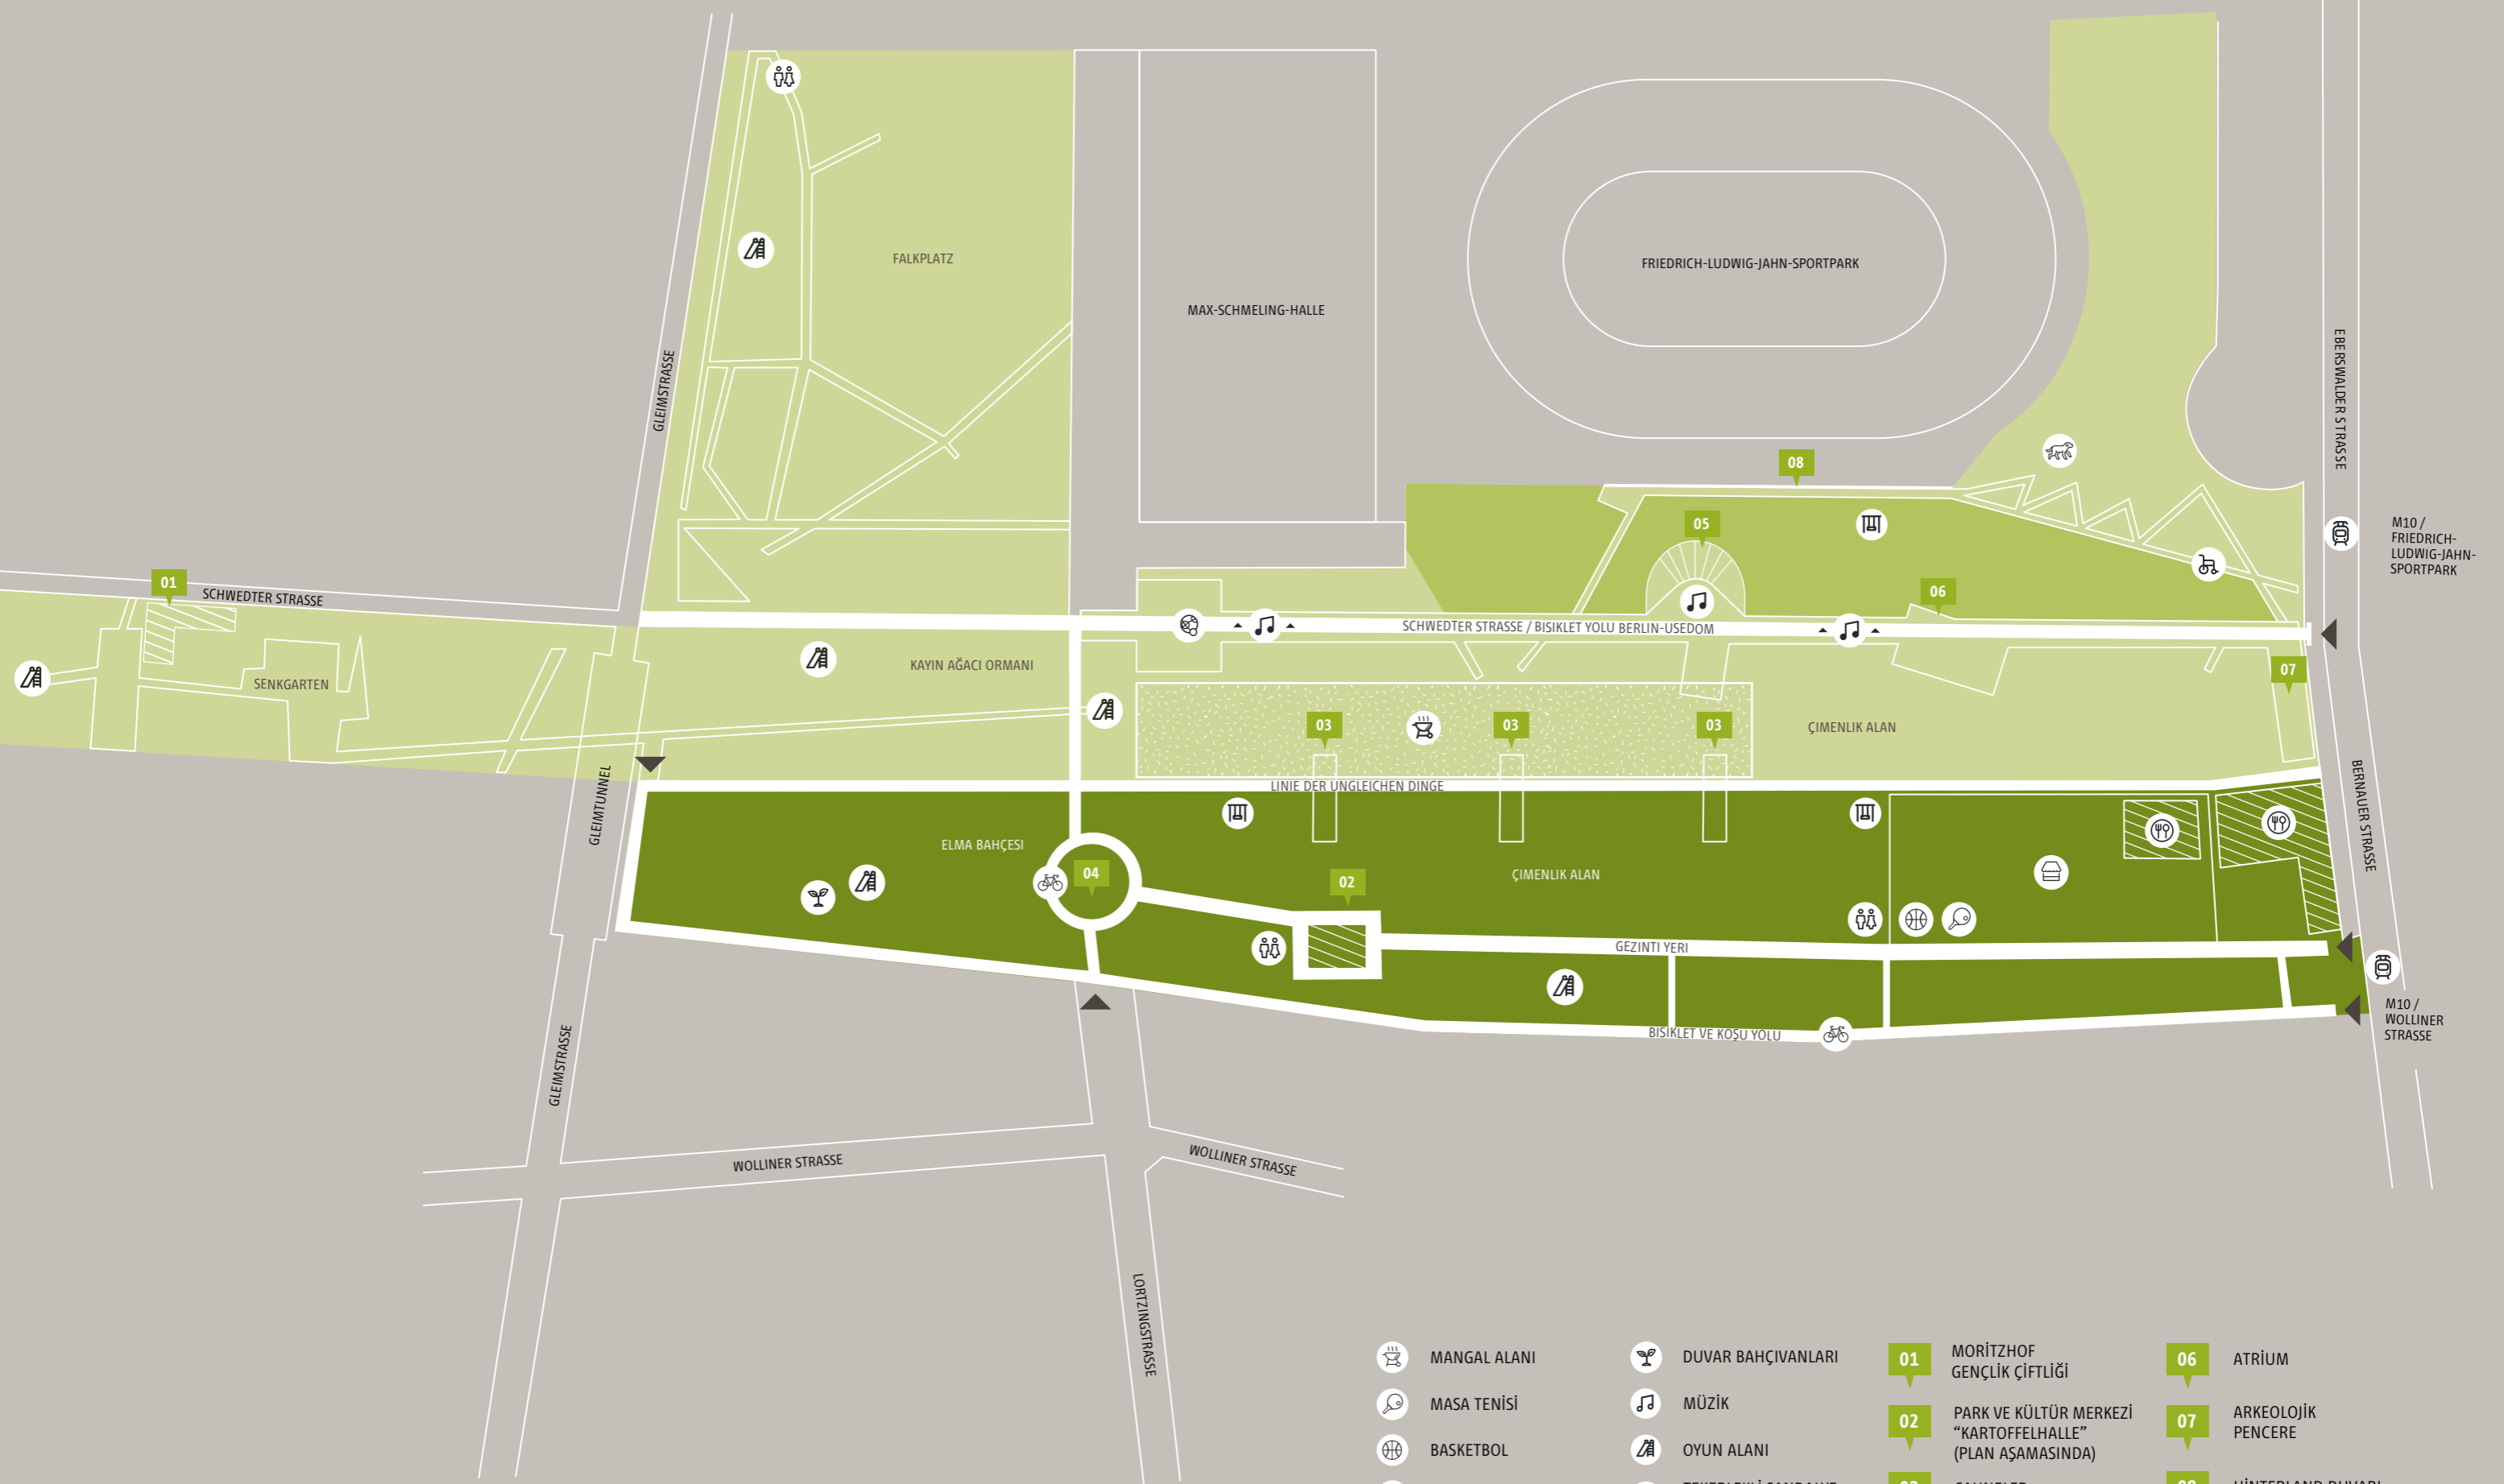 FALKPLATZ
MAX-SCHMELING-HALLE
FRIEDRICH-LUDWIG-JAHN-SPORTPARK
GLEIMSTRASSE
EBERSWALDER STRASSE
08
05
M10 /
FRIEDRICH-
LUDWIG-JAHN-
SPORTPARK
01
SCHWEDTER STRASSE
06
SCHWEDTER STRASSE / BISIKLET YOLU BERLIN-USEDOM
KAYIN AĞACI ORMANI
SENKGARTEN
07
03
03
03
ÇIMENLIK ALAN
LINIE DER UNGLEICHEN DINGE
GLEIMTUNNEL
BERNAUER STRASSE
ELMA BAHÇESI
04
02
ÇIMENLIK ALAN
GEZINTI YERI
BISIKLET VE KOŞU YOLU
M10 /
WOLLINER
STRASSE
GLEIMSTRASSE
WOLLINER STRASSE
WOLLINER STRASSE
LORTZINGSTRASSE
MANGAL ALANI
MASA TENİSİ
BASKETBOL
DUVAR BAHÇIVANLARI
MÜZİK
OYUN ALANI
01
MORİTZHOF
GENÇLİK ÇİFTLİĞİ
02
PARK VE KÜLTÜR MERKEZİ
“KARTOFFELHALLE”
(PLAN AŞAMASINDA)
06
ATRİUM
07
ARKEOLOJİK
PENCERE